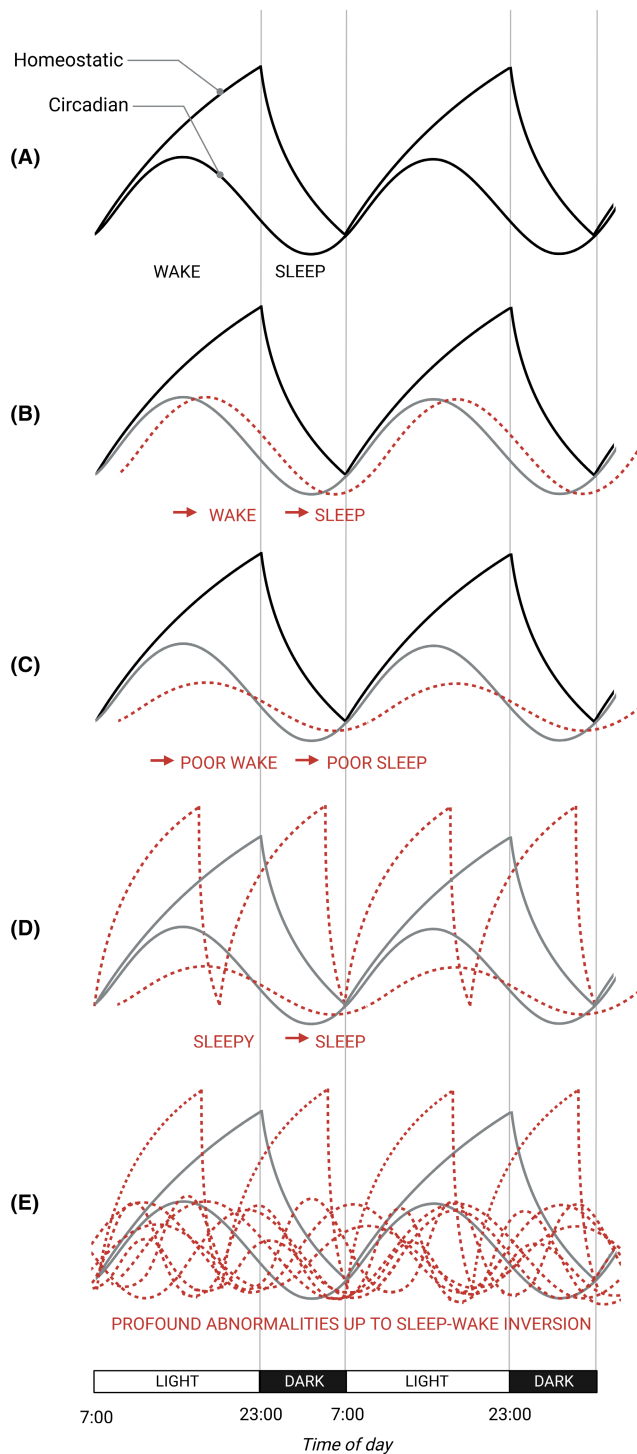 Homeostatic
Circadian
(A)
WAKE SLEEP
(B)
WAKE SLEEP
(C)
POOR WAKE POOR SLEEP
(D)
SLEEPY SLEEP
(E)
PROFOUND ABNORMALITIES UP TO SLEEP-WAKE INVERSION
LIGHT DARK LIGHT DARK
7:00 23:00 7:00 23:00
Time of day